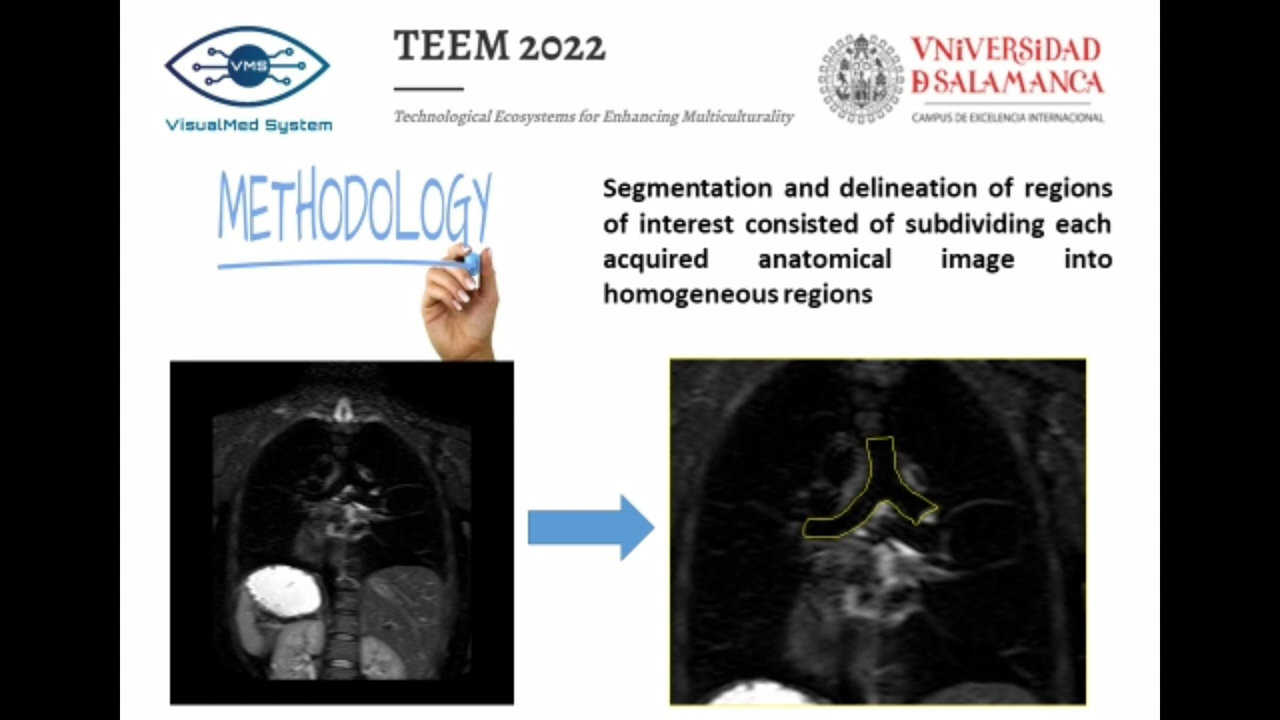 VMS
VisualMed System
TEEM 2022
Technological Ecosystems for Enhancing Multiculturality
VNiVERSiDAD
D SALAMANCA
CAMPUS DE EXCELENCIA INTERNACIONAL
METHODOLOGY
Segmentation and delineation of regions
of interest consisted of subdividing each
acquired anatomical image into
homogeneous regions